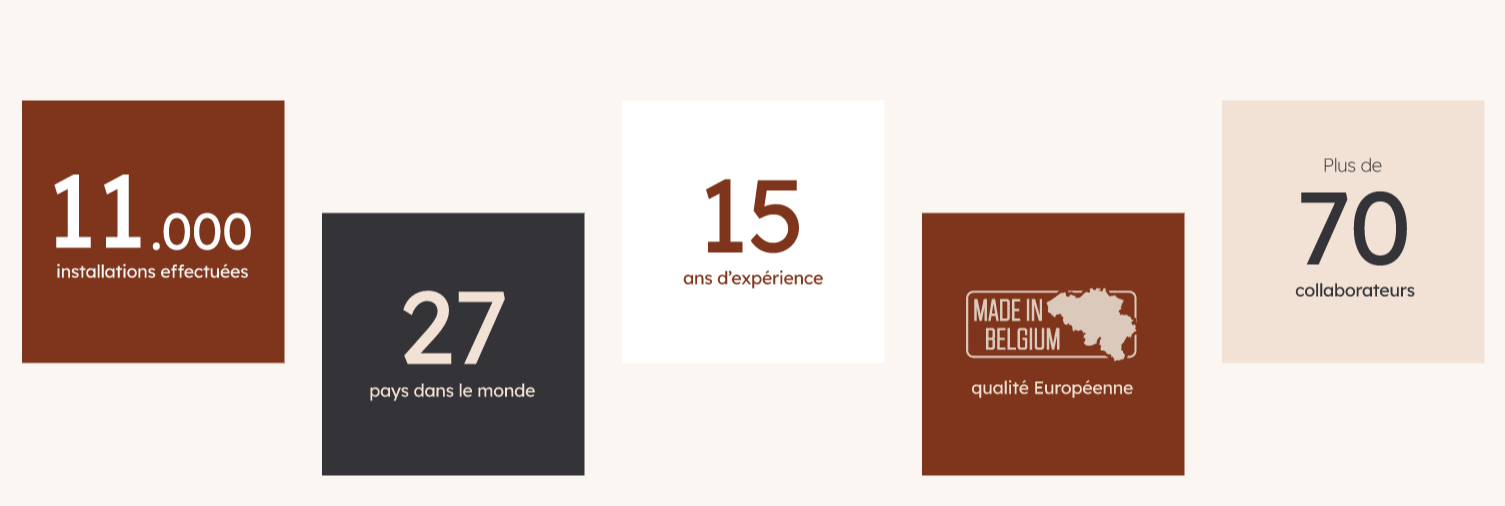 11.000
installations effectuées
27
pays dans le monde
15
ans d'expérience
MADE IN
BELGIUM
qualité Européenne
Plus de
70
collaborateurs